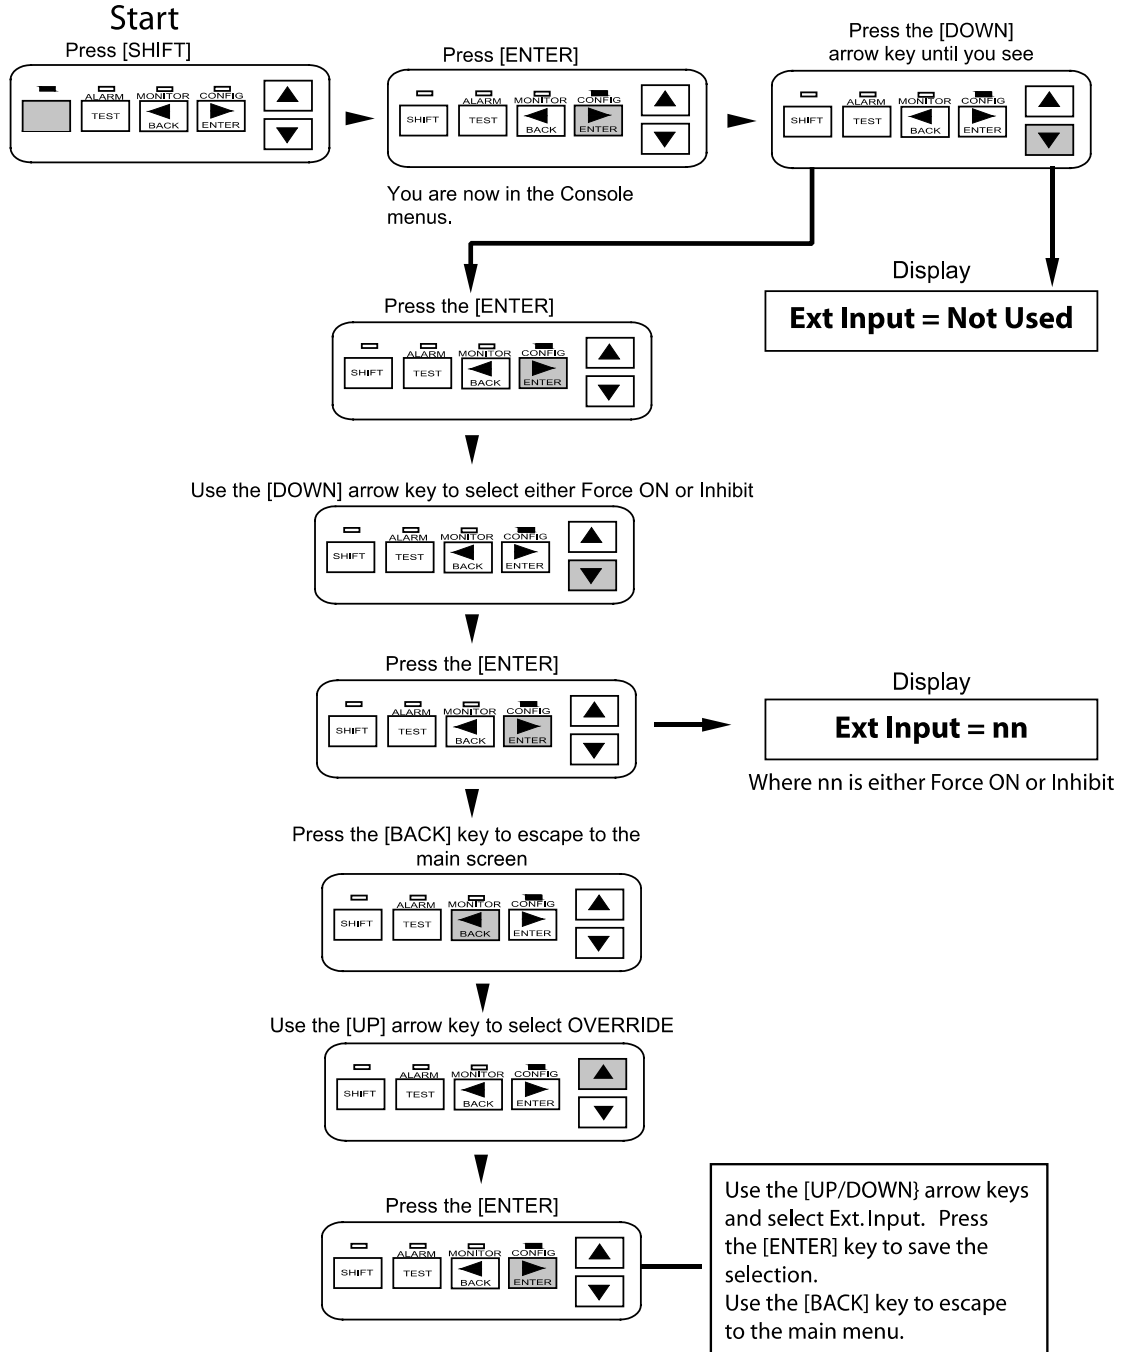 Start
Press [SHIFT]
ALARM MONITOR CONFIG
TEST BACK ENTER
Press [ENTER]
ALARM MONITOR CONFIG
SHIFT TEST BACK ENTER
You are now in the Console
menus.
Press the [DOWN]
arrow key until you see
ALARM MONITOR CONFIG
SHIFT TEST BACK ENTER
Display
Ext Input = Not Used
Press the [ENTER]
ALARM MONITOR CONFIG
SHIFT TEST BACK ENTER
Use the [DOWN] arrow key to select either Force ON or Inhibit
ALARM MONITOR CONFIG
SHIFT TEST BACK ENTER
Press the [ENTER]
ALARM MONITOR CONFIG
SHIFT TEST BACK ENTER
Display
Ext Input = nn
Where nn is either Force ON or Inhibit
Press the [BACK] key to escape to the
main screen
ALARM MONITOR CONFIG
SHIFT TEST BACK ENTER
Use the [UP] arrow key to select OVERRIDE
ALARM MONITOR CONFIG
SHIFT TEST BACK ENTER
Press the [ENTER]
ALARM MONITOR CONFIG
SHIFT TEST BACK ENTER
Use the [UP/DOWN} arrow keys
and select Ext. Input. Press
the [ENTER] key to save the
selection.
Use the [BACK] key to escape
to the main menu.